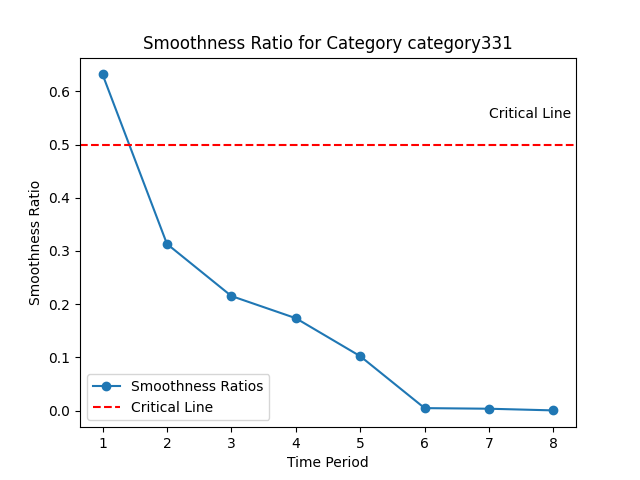 Smoothness Ratio for Category category331
Smoothness Ratio
0.6
0.5
0.4
0.3
0.2
0.1
0.0
Critical Line
Smoothness Ratios
Critical Line
1 2 3 4 5 6 7 8
Time Period